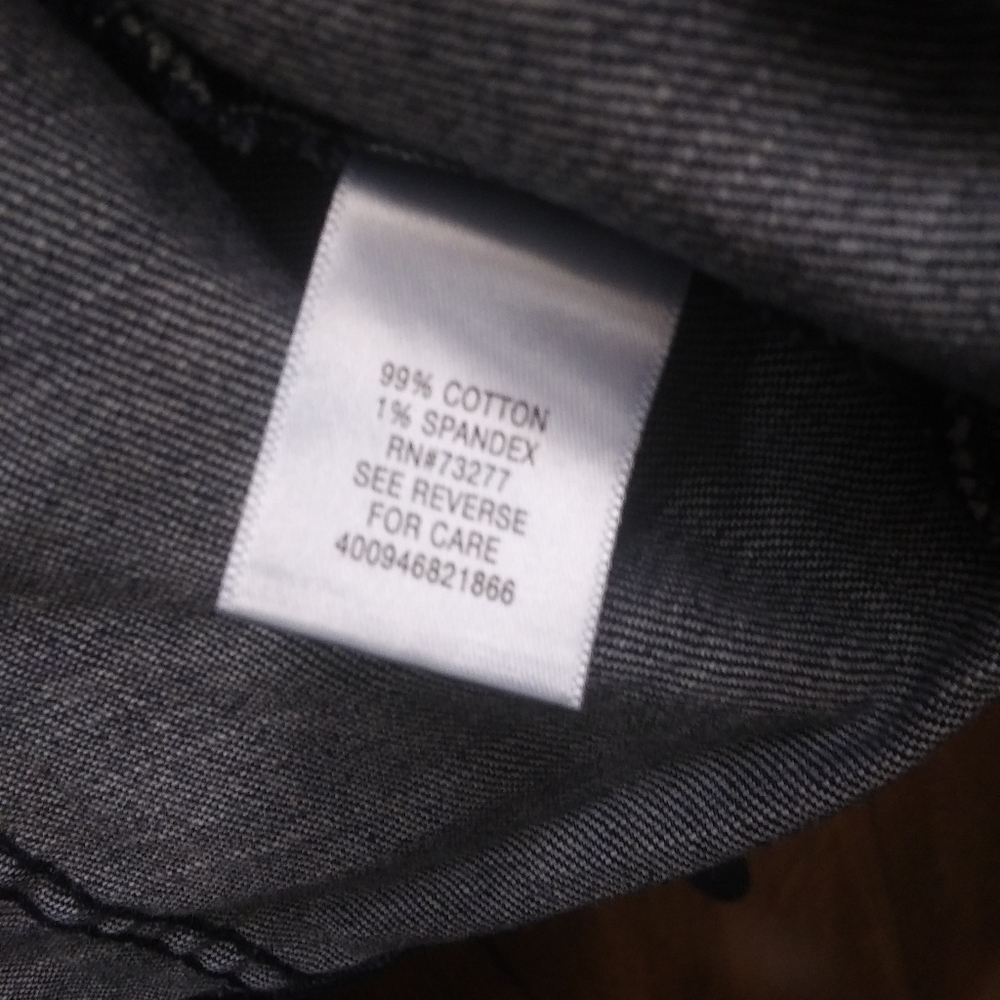 99% COTTON
1% SPANDEX
RN#73277
SEE REVERSE
FOR CARE
400946821866